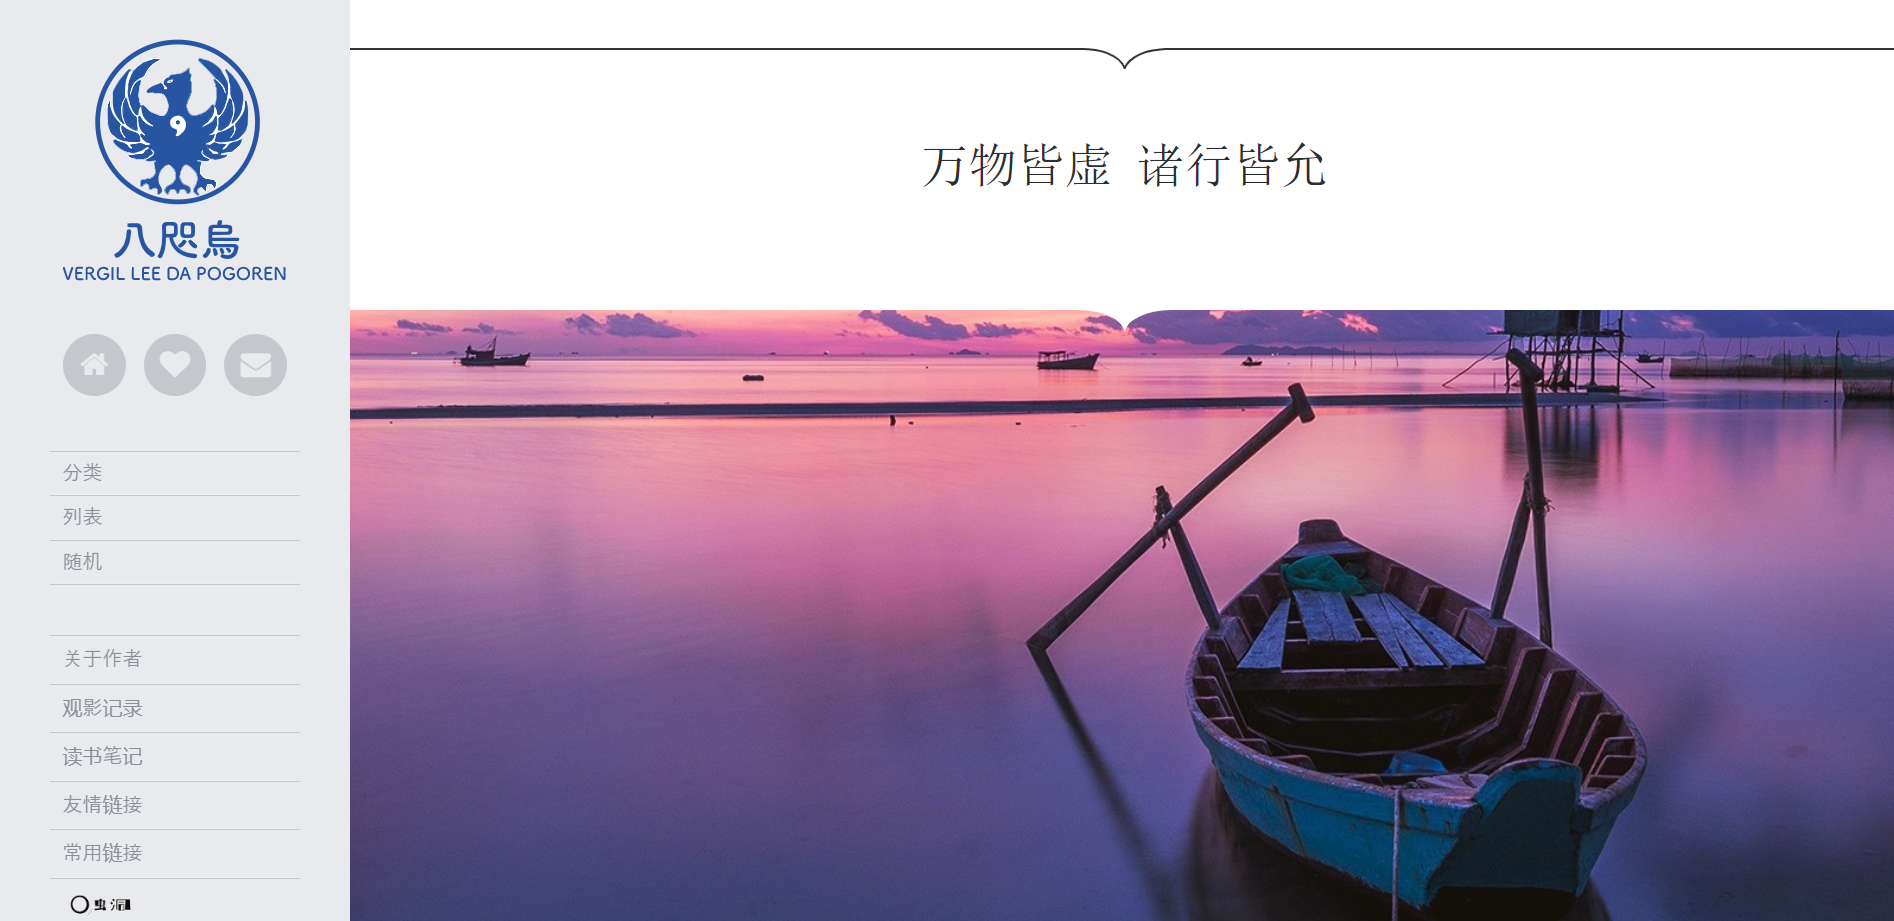 八咫烏
VERGIL LEE DA POGOREN
分类
列表
随机
关于作者
观影记录
读书笔记
友情链接
常用链接
虫洞
万物皆虚 诸行皆允